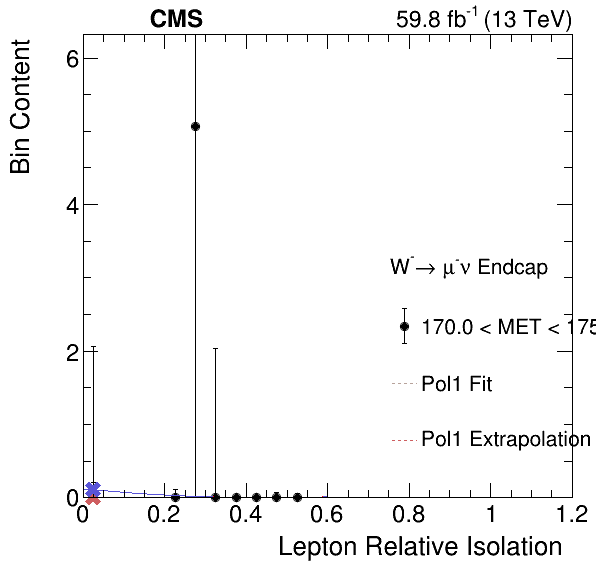 CMS
59.8 fb⁻¹ (13 TeV)
Bin Content
6
4
2
0
W⁻→ μ⁻ν Endcap
170.0 < MET < 175
Pol1 Fit
Pol1 Extrapolation
0 0.2 0.4 0.6 0.8 1 1.2
Lepton Relative Isolation